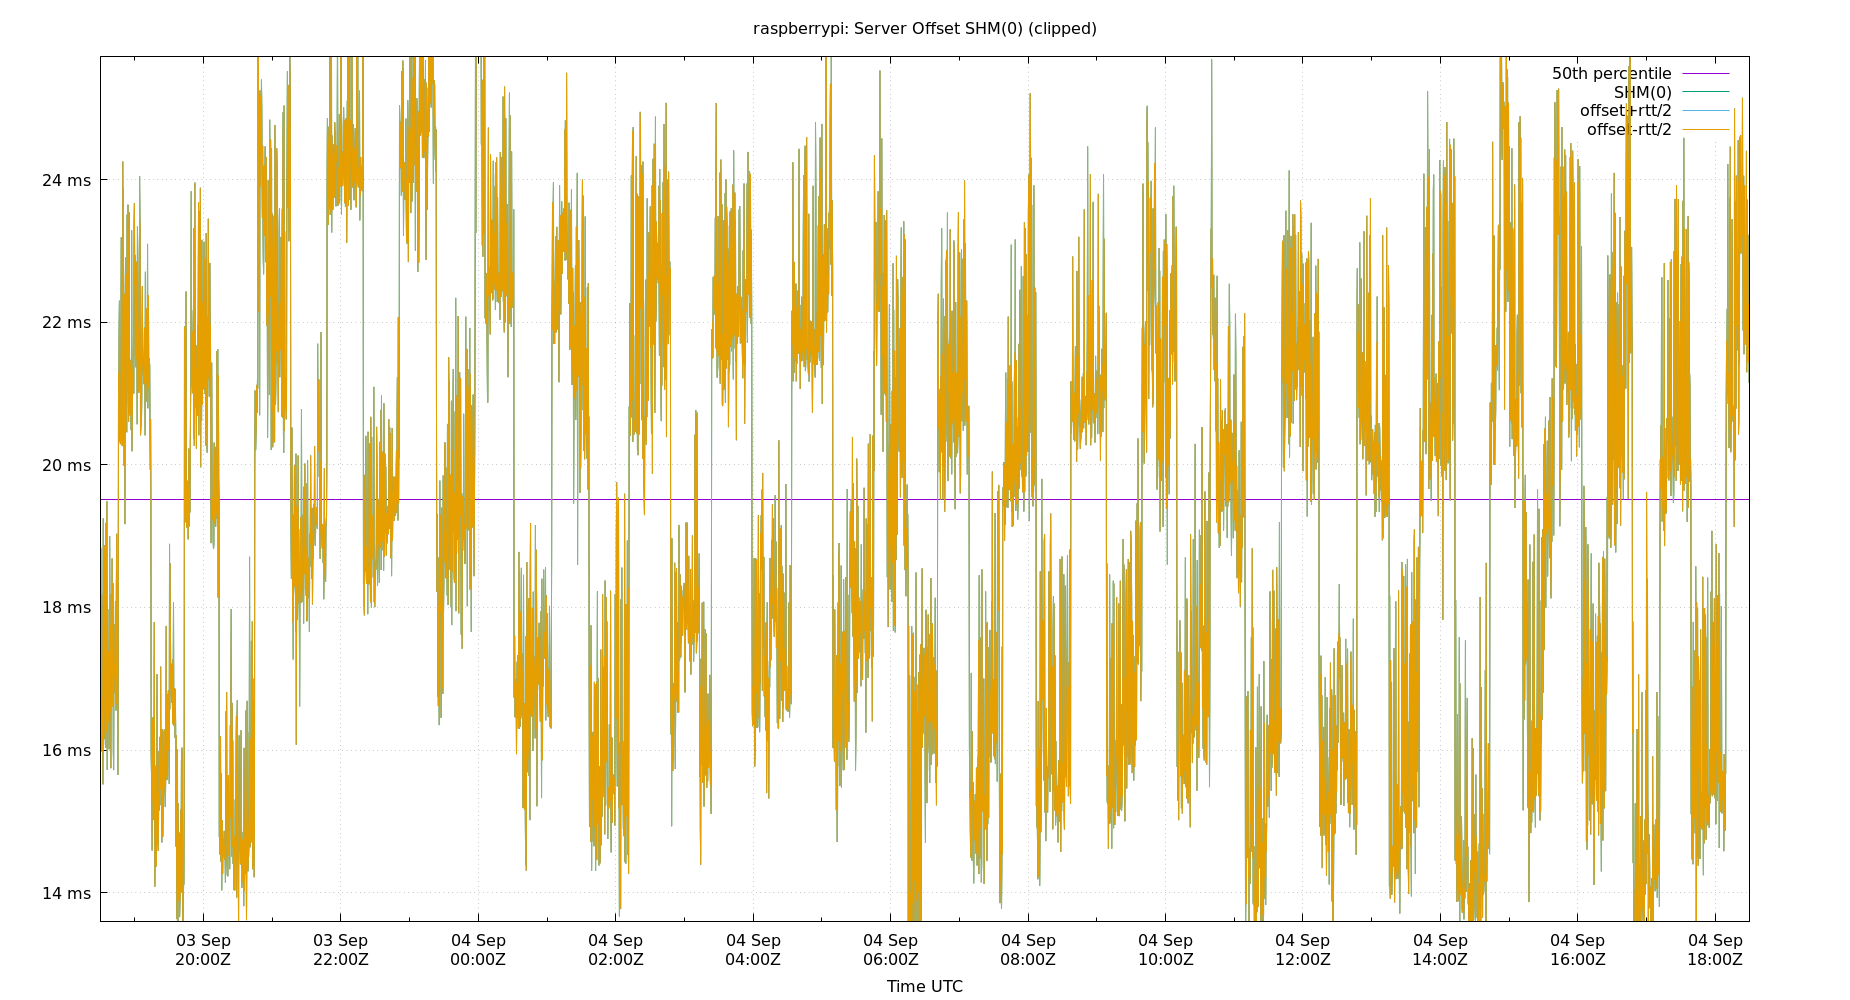 raspberrypi: Server Offset SHM(0) (clipped)
50th percentile
SHM(0)
offset+rtt/2
offset-rtt/2
24 ms
22 ms
20 ms
18 ms
16 ms
14 ms
03 Sep 03 Sep 04 Sep 04 Sep 04 Sep 04 Sep 04 Sep 04 Sep 04 Sep 04 Sep 04 Sep 04 Sep
20:00Z 22:00Z 00:00Z 02:00Z 04:00Z 06:00Z 08:00Z 10:00Z 12:00Z 14:00Z 16:00Z 18:00Z
Time UTC